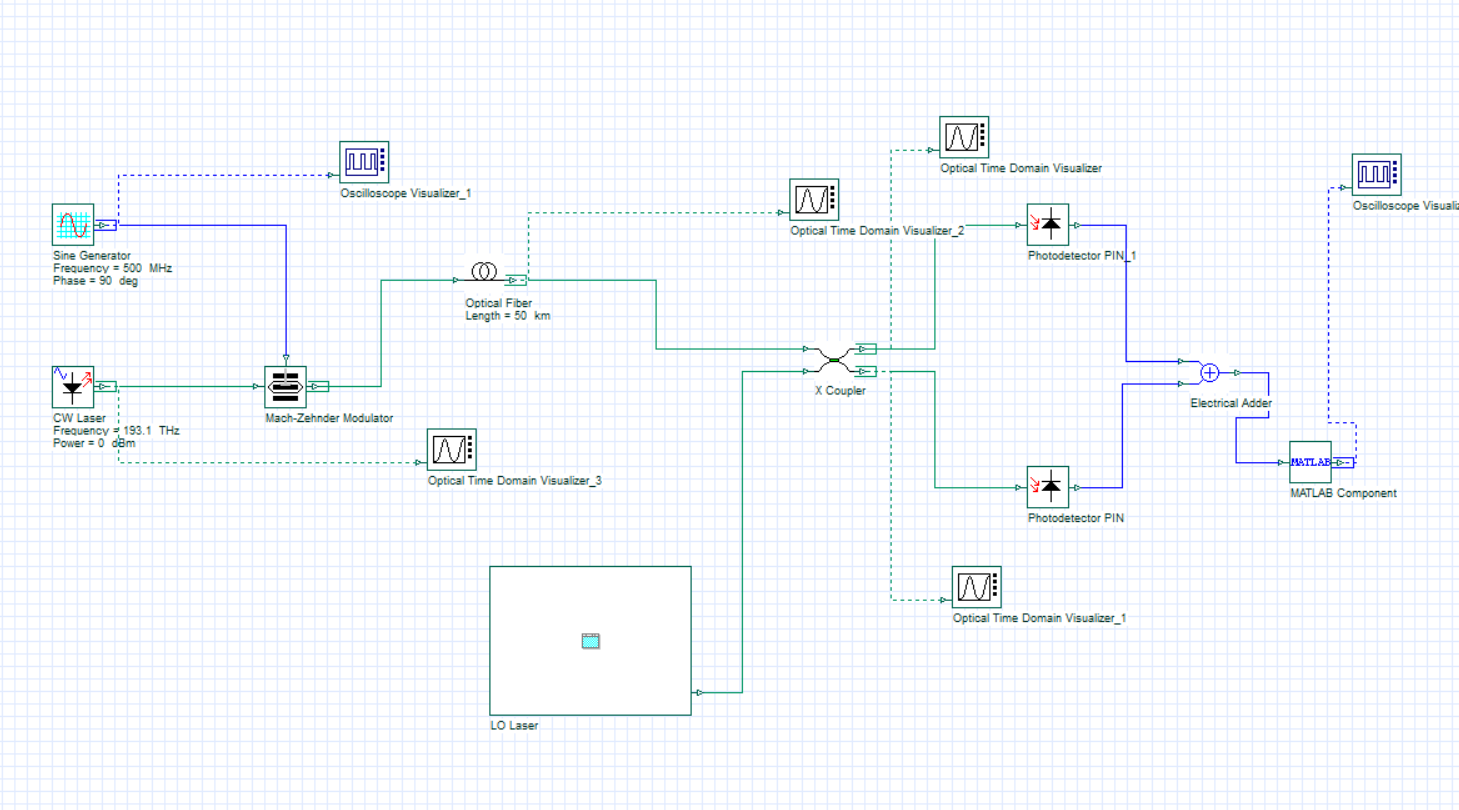 Optical Time Domain Visualizer
Oscilloscope Visualizer_1
Oscilloscope Visualiz
Optical Time Domain Visualizer_2
Sine Generator
Frequency = 500 MHz
Phase = 90 deg
Photodetector PIN_1
Optical Fiber
Length = 50 km
X Coupler
Electrical Adder
CW Laser
Frequency = 193.1 THz
Power = 0 dBm
Mach-Zehnder Modulator
MATLAB
MATLAB Component
Optical Time Domain Visualizer_3
Photodetector PIN
Optical Time Domain Visualizer_1
LO Laser